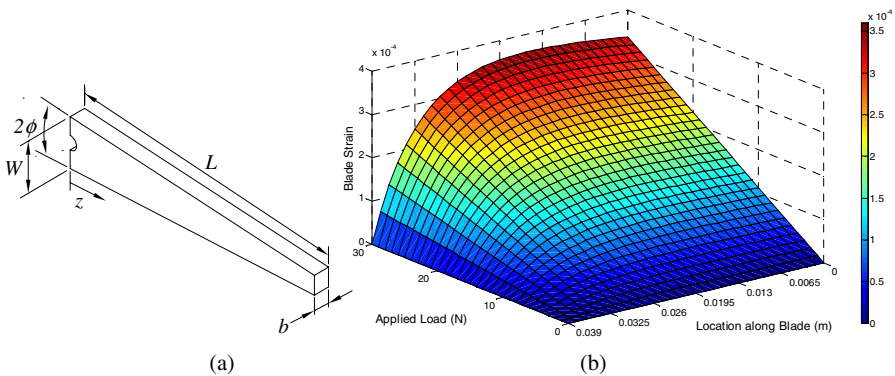 2ϕ
W
z
L
b
(a)
x 10⁻⁴
4
3
2
1
0
Blade Strain
30
20
10
0
Applied Load (N)
0.039
0.0325
0.026
0.0195
0.013
0.0065
0
Location along Blade (m)
x 10⁻⁴
3.5
3
2.5
2
1.5
1
0.5
0
(b)